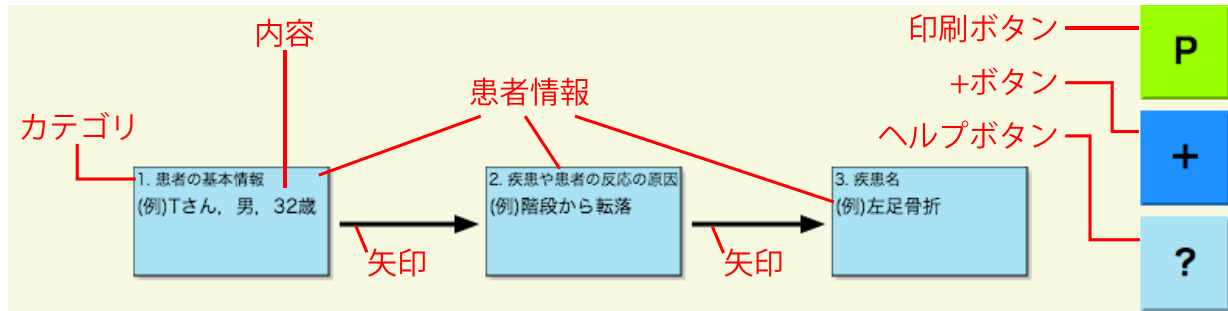 内容
印刷ボタン
P
患者情報
+ボタン
+
カテゴリ
ヘルプボタン
?
1. 患者の基本情報
(例)Tさん，男，32歳
2. 疾患や患者の反応の原因
(例)階段から転落
3. 疾患名
(例)左足骨折
矢印
矢印